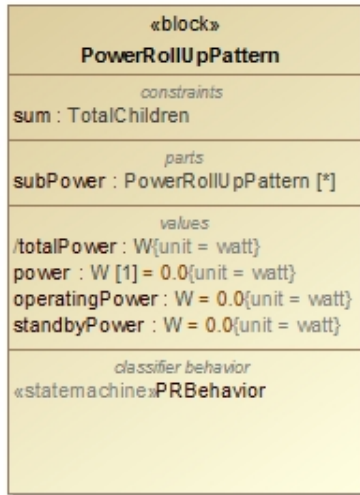 «block»
PowerRollUpPattern
constraints
sum : TotalChildren
parts
subPower : PowerRollUpPattern [*]
values
/totalPower : W{unit = watt}
power : W [1] = 0.0{unit = watt}
operatingPower : W = 0.0{unit = watt}
standbyPower : W = 0.0{unit = watt}
classifier behavior
«statemachine»PRBehavior